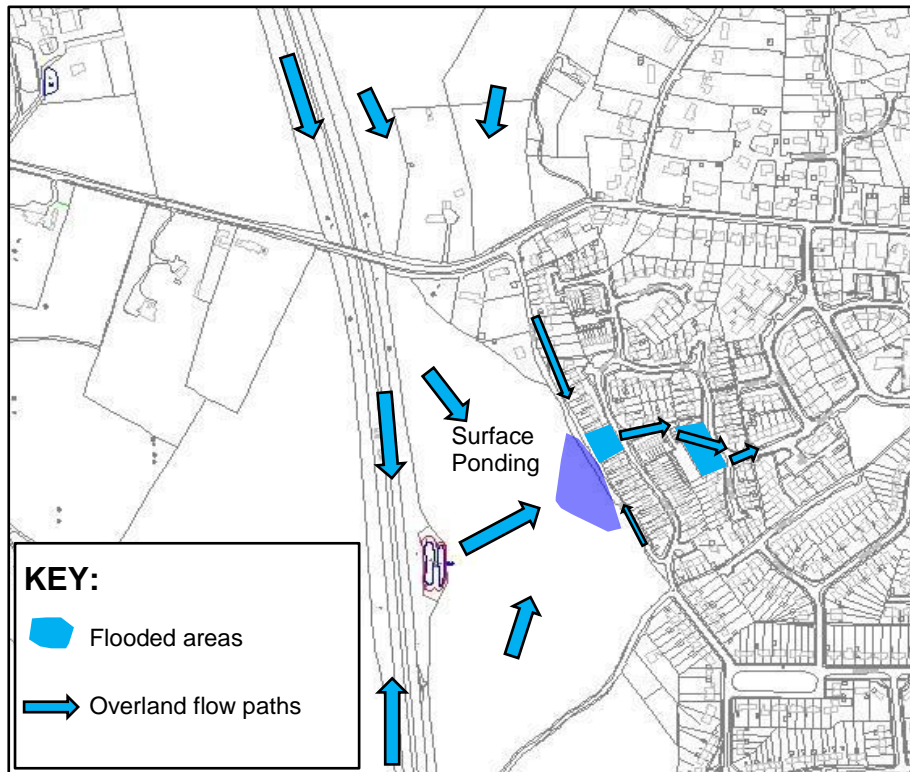 Surface
Ponding
KEY:
Flooded areas
Overland flow paths